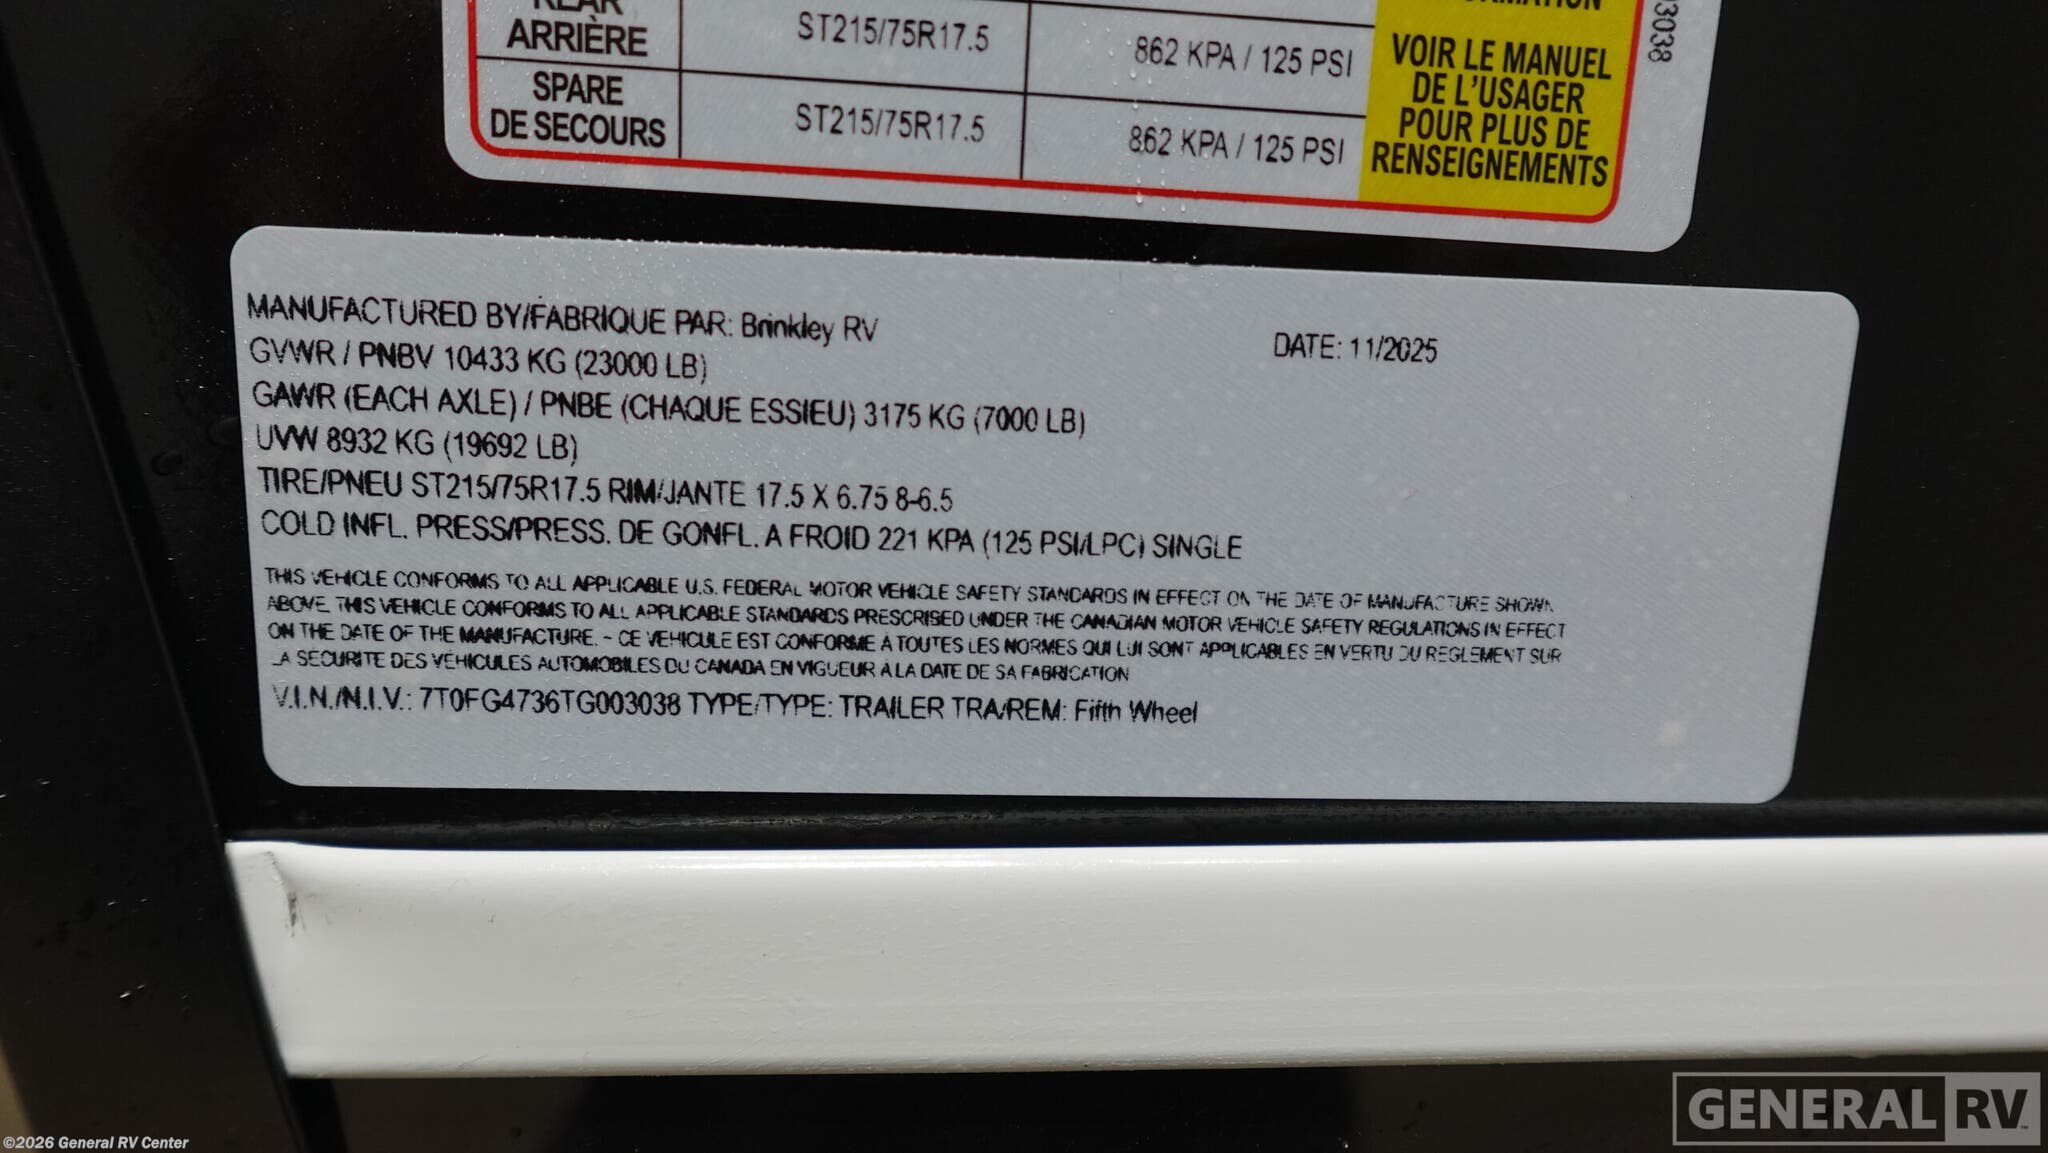 REAR
ARRIÈRE
ST215/75R17.5
862 KPA / 125 PSI
SPARE
DE SECOURS
ST215/75R17.5
862 KPA / 125 PSI
VOIR LE MANUEL
DE L'USAGER
POUR PLUS DE
RENSEIGNEMENTS
03038
MANUFACTURED BY/FABRIQUE PAR: Brinkley RV
DATE: 11/2025
GVWR / PNBV 10433 KG (23000 LB)
GAWR (EACH AXLE) / PNBE (CHAQUE ESSIEU) 3175 KG (7000 LB)
UVW 8932 KG (19692 LB)
TIRE/PNEU ST215/75R17.5 RIM/JANTE 17.5 X 6.75 8-6.5
COLD INFL. PRESS/PRESS. DE GONFL. A FROID 221 KPA (125 PSI/LPC) SINGLE
THIS VEHICLE CONFORMS TO ALL APPLICABLE U.S. FEDERAL MOTOR VEHICLE SAFETY STANDARDS IN EFFECT ON THE DATE OF MANUFACTURE SHOWN
ABOVE. THIS VEHICLE CONFORMS TO ALL APPLICABLE STANDARDS PRESCRISED UNDER THE CANADIAN MOTOR VEHICLE SAFETY REGULATIONS IN EFFECT
ON THE DATE OF THE MANUFACTURE. - CE VEHICULE EST CONFORME À TOUTES LES NORMES QUI LUI SONT APPLICABLES EN VERTU DU REGLEMENT SUR
LA SECURITE DES VEHICULES AUTOMOBILES DU CANADA EN VIGUEUR À LA DATE DE SA FABRICATION
V.I.N./N.I.V.: 7T0FG4736TG003038 TYPE/TYPE: TRAILER TRA/REM: Fifth Wheel
©2026 General RV Center
GENERAL RV